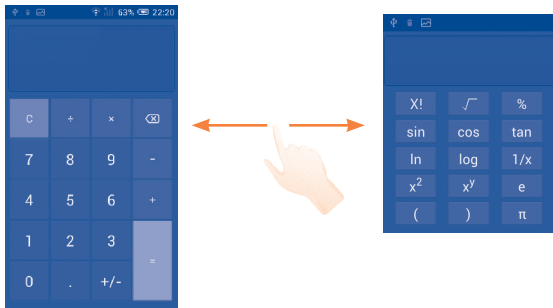 63% 22:20
C ÷ ×
7 8 9 -
4 5 6 +
1 2 3 =
0 . +/-
X! √ %
sin cos tan
ln log 1/x
x² xʸ e
( ) π